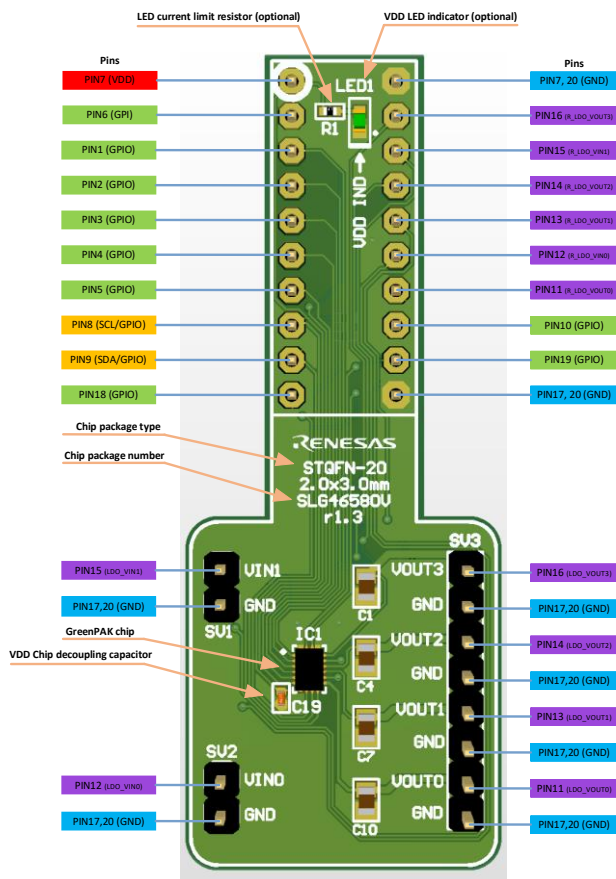 LED current limit resistor (optional)
VDD LED indicator (optional)
Pins
Pins
PIN7 (VDD)
PIN6 (GPI)
PIN1 (GPIO)
PIN2 (GPIO)
PIN3 (GPIO)
PIN4 (GPIO)
PIN5 (GPIO)
PIN8 (SCL/GPIO)
PIN9 (SDA/GPIO)
PIN18 (GPIO)
LED1
R1
VDD IND
PIN7, 20 (GND)
PIN16 (R_LDO_VOUT3)
PIN15 (R_LDO_VIN1)
PIN14 (R_LDO_VOUT2)
PIN13 (R_LDO_VOUT1)
PIN12 (R_LDO_VIN0)
PIN11 (R_LDO_VOUT0)
PIN10 (GPIO)
PIN19 (GPIO)
PIN17, 20 (GND)
Chip package type
Chip package number
RENESAS
STQFN-20
2.0x3.0mm
SLG46580V
r1.3
PIN15 (LDO_VIN1)
PIN17,20 (GND)
GreenPAK chip
VDD Chip decoupling capacitor
PIN12 (LDO_VIN0)
PIN17,20 (GND)
VIN1
GND
SV1
IC1
C19
SV2
VIN0
GND
SV3
VOUT3
C1
GND
VOUT2
C4
GND
VOUT1
C7
GND
VOUT0
C10
GND
PIN16 (LDO_VOUT3)
PIN17,20 (GND)
PIN14 (LDO_VOUT2)
PIN17,20 (GND)
PIN13 (LDO_VOUT1)
PIN17,20 (GND)
PIN11 (LDO_VOUT0)
PIN17,20 (GND)